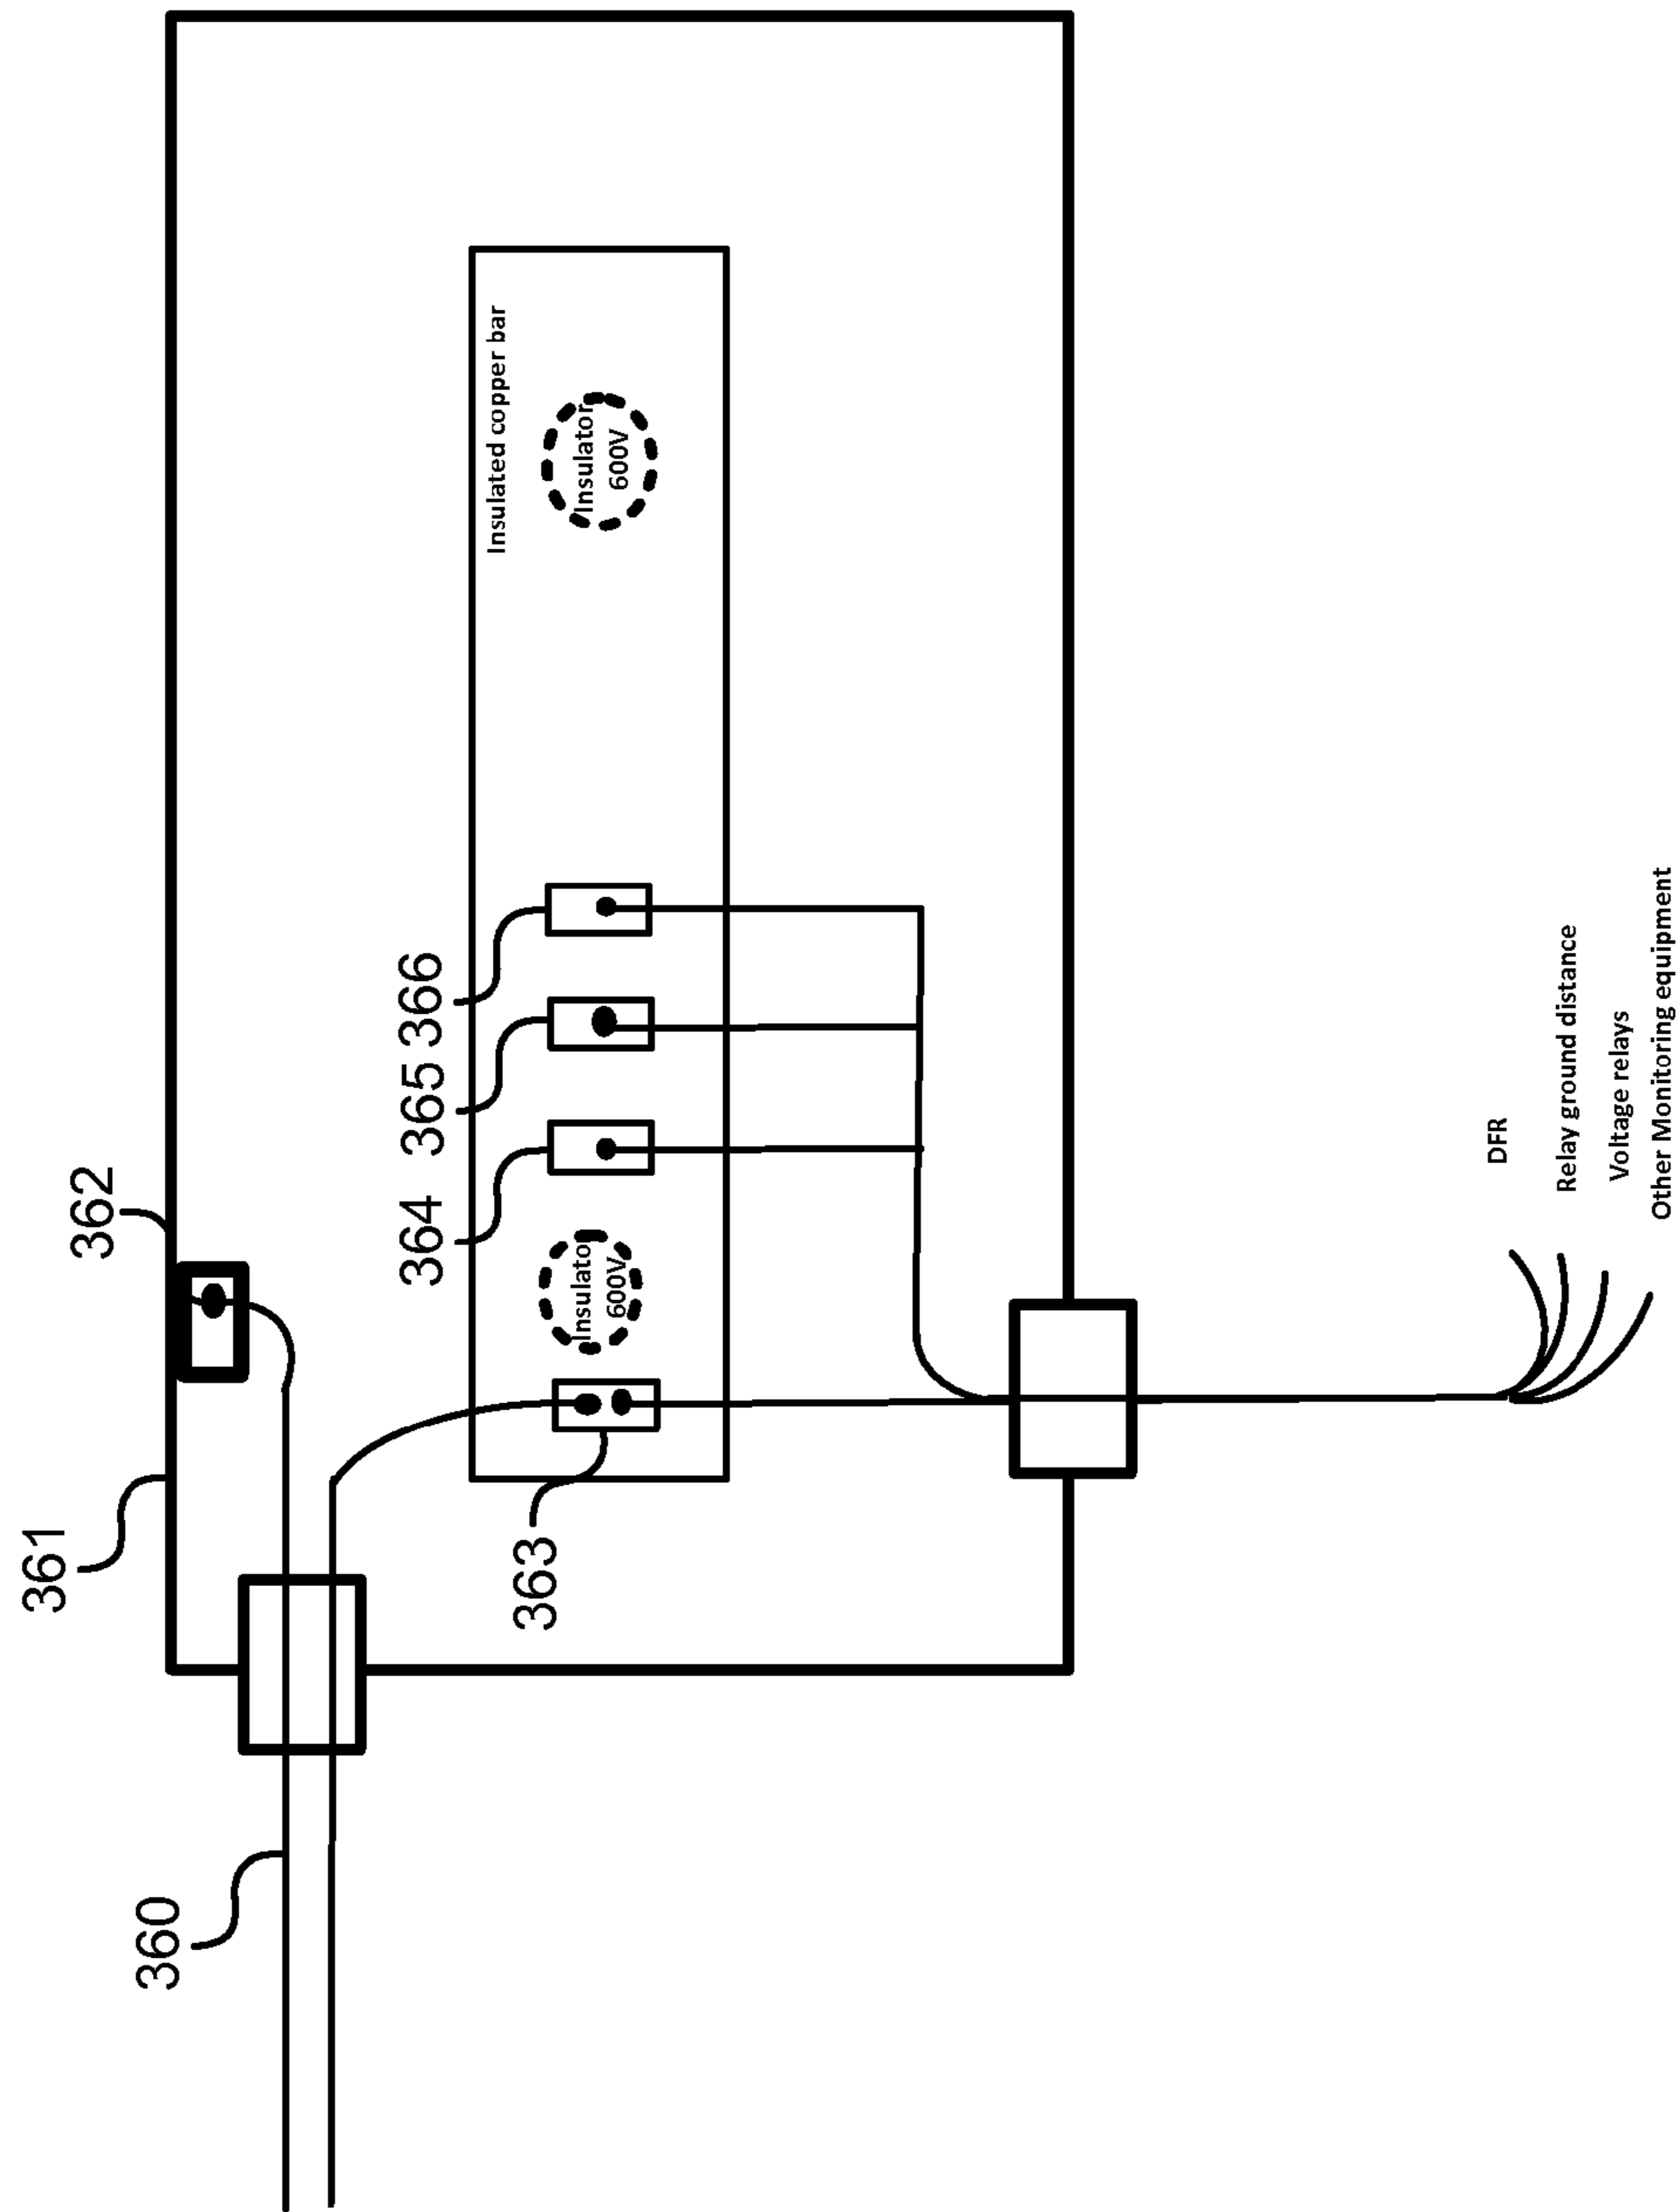 360
361
362
363
364
365
366
Insulated copper bar
Insulato
600V
Insulator
600V
DFR
Relay ground distance
Voltage relays
Other Monitoring equipment